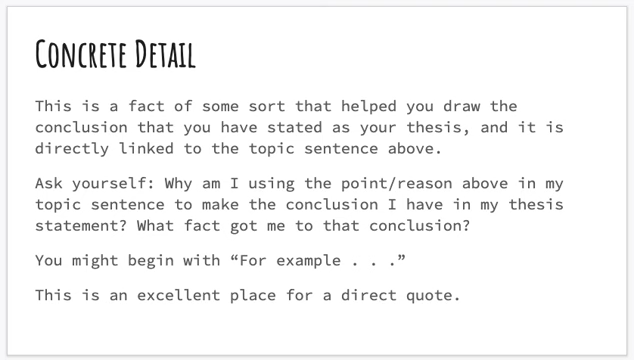 Concrete Detail
This is a fact of some sort that helped you draw the
conclusion that you have stated as your thesis, and it is
directly linked to the topic sentence above.
Ask yourself: Why am I using the point/reason above in my
topic sentence to make the conclusion I have in my thesis
statement? What fact got me to that conclusion?
You might begin with “For example . . .”
This is an excellent place for a direct quote.